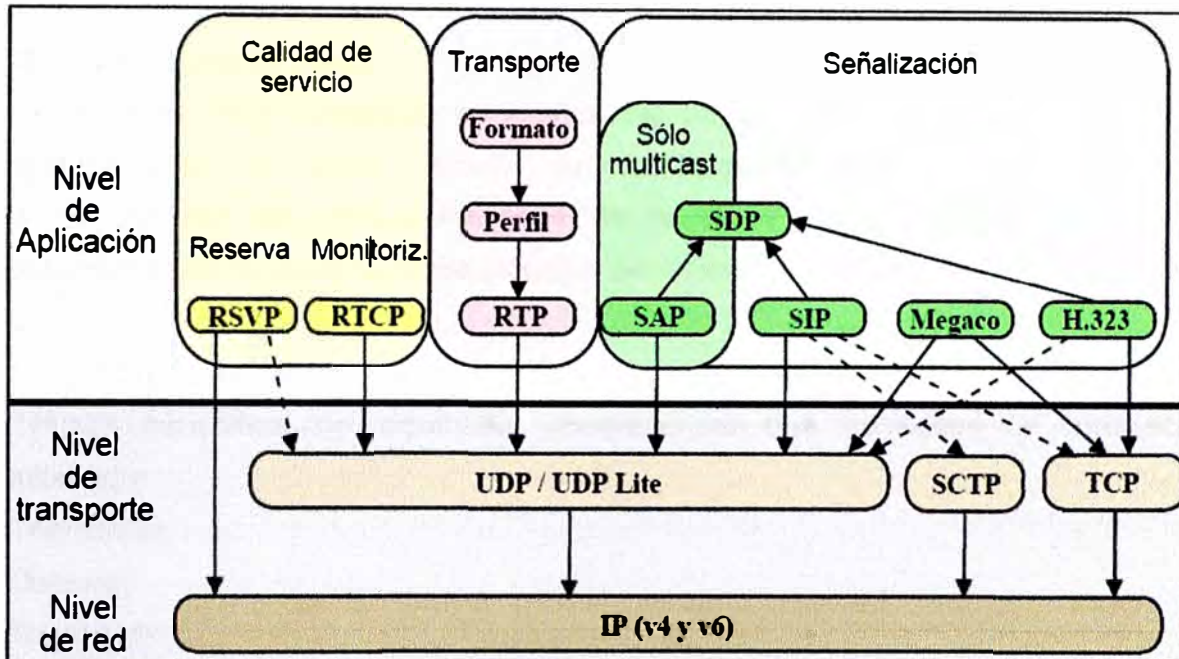 Calidad de
servicio
Transporte
Señalización
Formato
Sólo
multicast
Nivel
de
Aplicación
Perfil
SDP
Reserva
Monitoriz.
RSVP
RTCP
RTP
SAP
SIP
Megaco
H.323
Nivel
de
transporte
UDP / UDP Lite
SCTP
TCP
Nivel
de red
IP (v4 y v6)